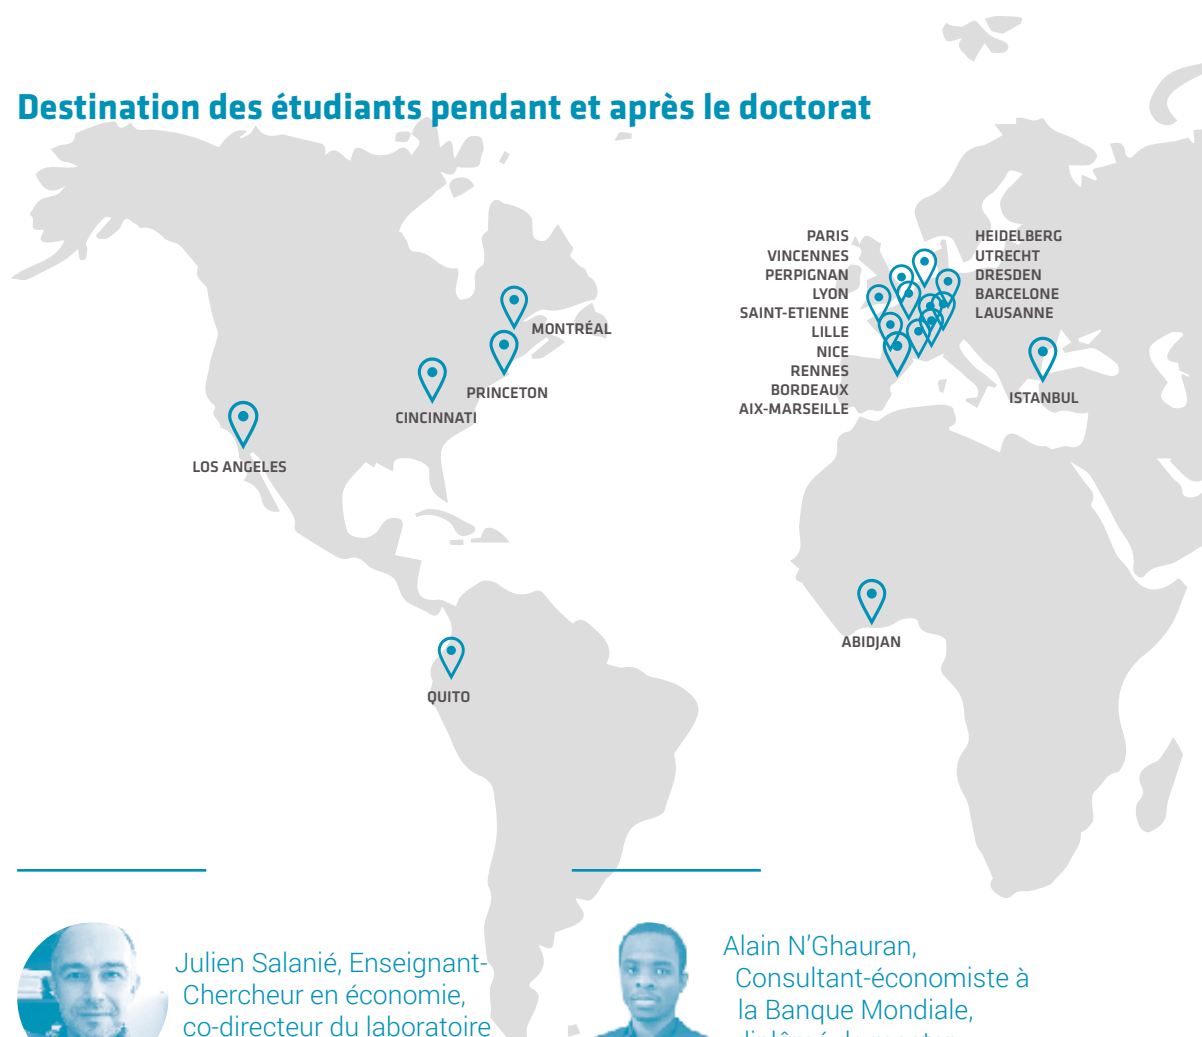 Destination des étudiants pendant et après le doctorat
PARIS
VINCENNES
PERPIGNAN
LYON
SAINT-ETIENNE
LILLE
NICE
RENNES
BORDEAUX
AIX-MARSEILLE
HEIDELBERG
UTRECHT
DRESDEN
BARCELONE
LAUSANNE
MONTRÉAL
PRINCETON
CINCINNATI
ISTANBUL
LOS ANGELES
ABIDJAN
QUITO
Julien Salanié, Enseignant-
Chercheur en économie,
co-directeur du laboratoire
Alain N'Ghauran,
Consultant-économiste à
la Banque Mondiale,